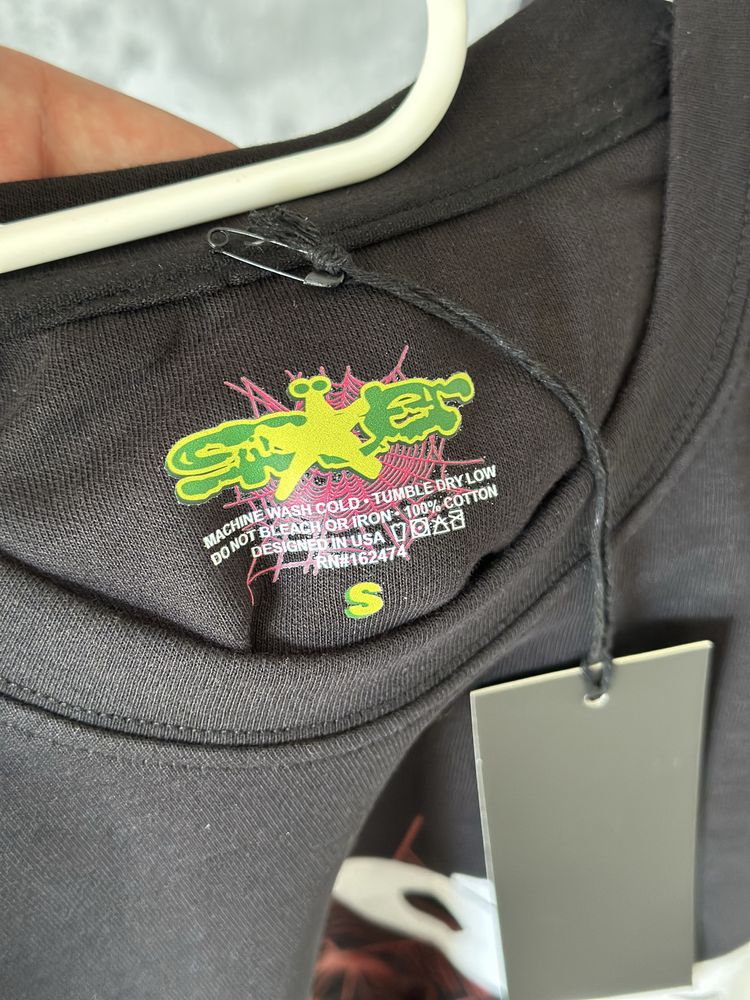 MACHINE WASH COLD • TUMBLE DRY LOW
DO NOT BLEACH OR IRON • 100% COTTON
DESIGNED IN USA
RN#162474
S